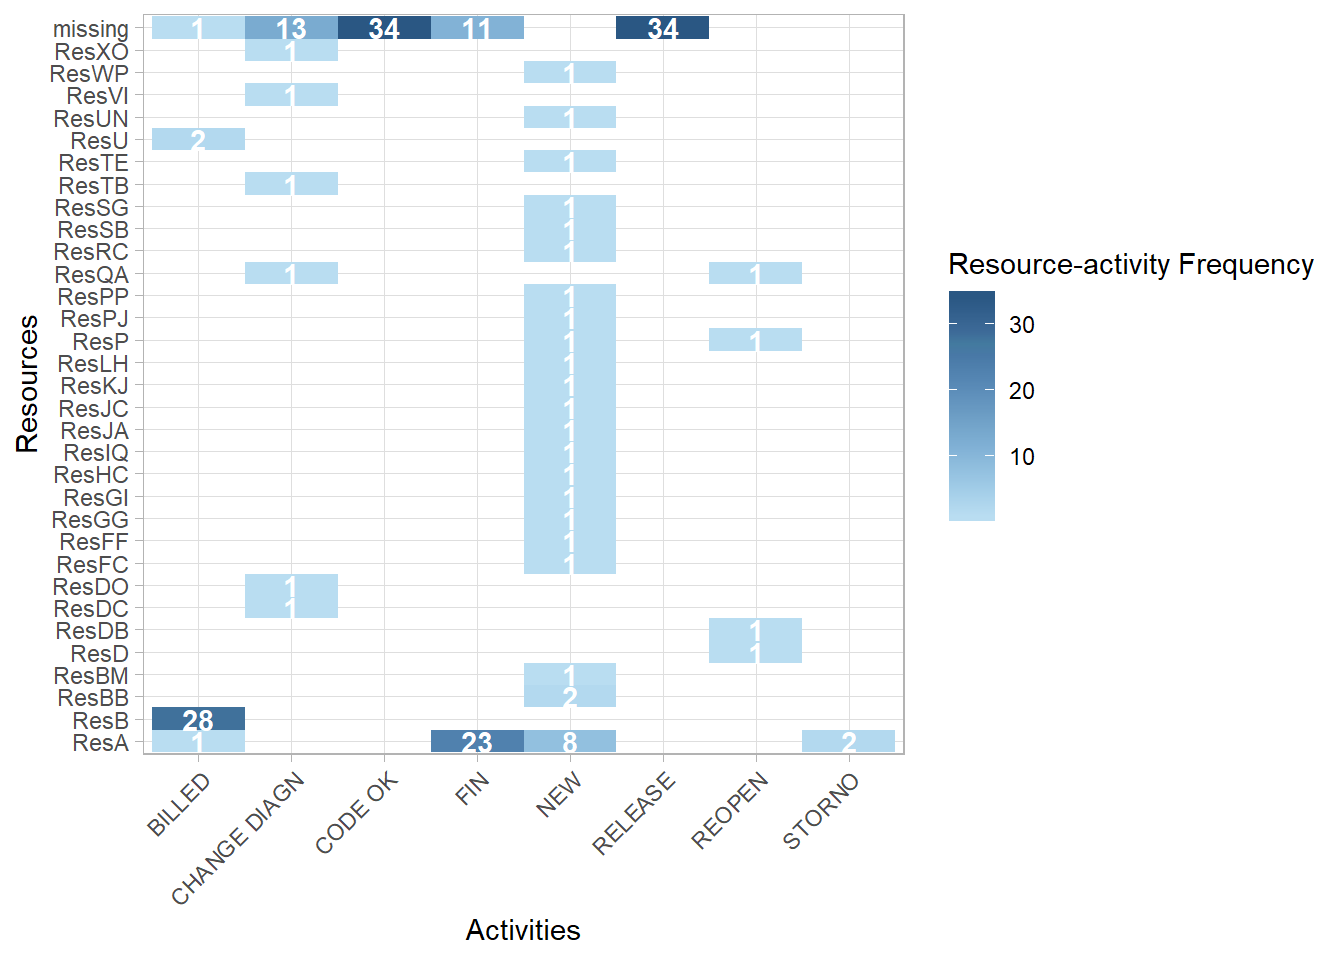 missing 1 13 34 11 34
ResXO 1
ResWP 1
ResVI 1
ResUN 1
ResU 2
ResTE 1
ResTB 1
ResSG 1
ResSB 1
ResRC 1
ResQA 1 1
ResPP 1
ResPJ 1
ResP 1 1
ResLH 1
ResKJ 1
ResJC 1
ResJA 1
ResIQ 1
ResHC 1
ResGI 1
ResGG 1
ResFF 1
ResFC 1
ResDO 1
ResDC 1
ResDB 1
ResD 1
ResBM 1
ResBB 2
ResB 28
ResA 1 23 8 2
Resources
BILLED
CHANGE DIAGN
CODE OK
FIN
NEW
RELEASE
REOPEN
STORNO
Activities
Resource-activity Frequency
30
20
10